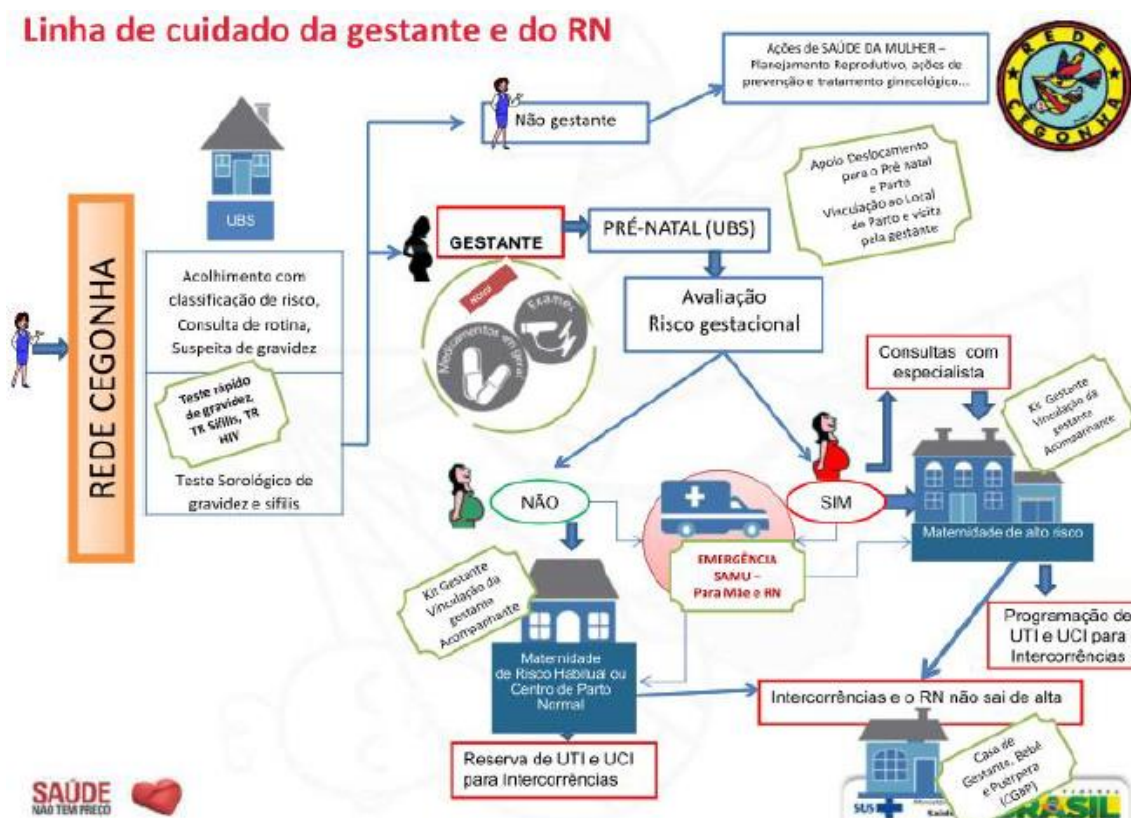 Linha de cuidado da gestante e do RN
Ações de SAÚDE DA MULHER –
Planejamento Reprodutivo, ações de
prevenção e tratamento ginecológico...
REDE
CEGONHA
Não gestante
UBS
Apoio Deslocamento
para o Pré natal
e Parto
Vinculação ao Local
do Parto e visita
pela gestante
GESTANTE
PRÉ-NATAL (UBS)
REDE CEGONHA
Acolhimento com
classificação de risco,
Consulta de rotina,
Suspeita de gravidez
NOVO
Exames
Medicamentos em geral
Avaliação
Risco gestacional
Consultas com
especialista
Teste rápido
de gravidez,
TR Sífilis, TR
HIV
Kit Gestante
Vinculação da
gestante
Acompanhante
Teste Sorológico de
gravidez e sífilis
NÃO
SIM
Maternidade de alto risco
EMERGÊNCIA
SAMU –
Para Mãe e RN
Kit Gestante
Vinculação da
gestante
Acompanhante
Programação de
UTI e UCI para
Intercorrências
Maternidade
de Risco Habitual ou
Centro de Parto
Normal
Intercorrências e o RN não sai de alta
Reserva de UTI e UCI
para Intercorrências
Casa de
Gestante, Bebê
e Puérpera
(CGBP)
SAÚDE
NÃO TEM PREÇO
SUS
Saúde
BRASIL